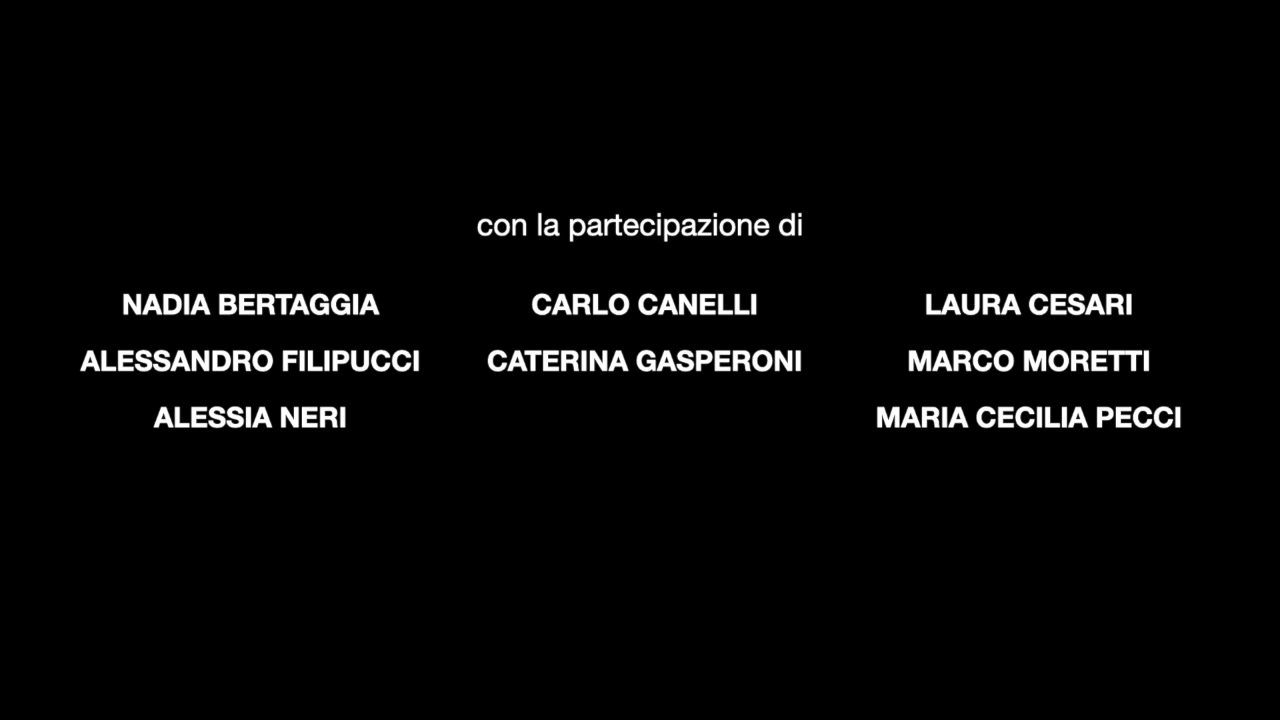 con la partecipazione di
NADIA BERTAGGIA CARLO CANELLI LAURA CESARI
ALESSANDRO FILIPUCCI CATERINA GASPERONI MARCO MORETTI
ALESSIA NERI MARIA CECILIA PECCI